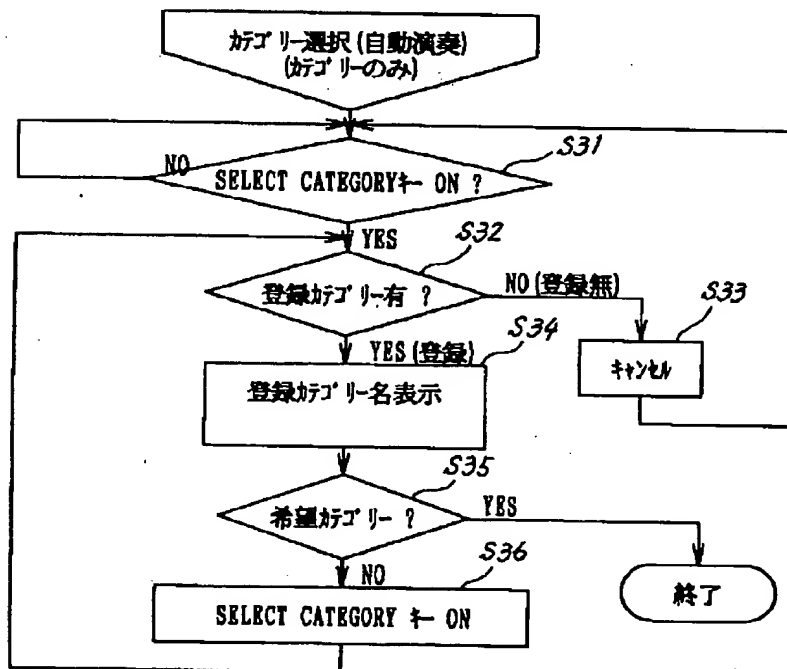 カテゴリー選択(自動演奏)
(カテゴリーのみ)
S31
NO
SELECT CATEGORYキー ON ?
YES
S32
登録カテゴリー有 ?
NO(登録無)
S33
キャンセル
YES(登録)
S34
登録カテゴリー名表示
S35
希望カテゴリー ?
YES
終了
NO
S36
SELECT CATEGORY キー ON